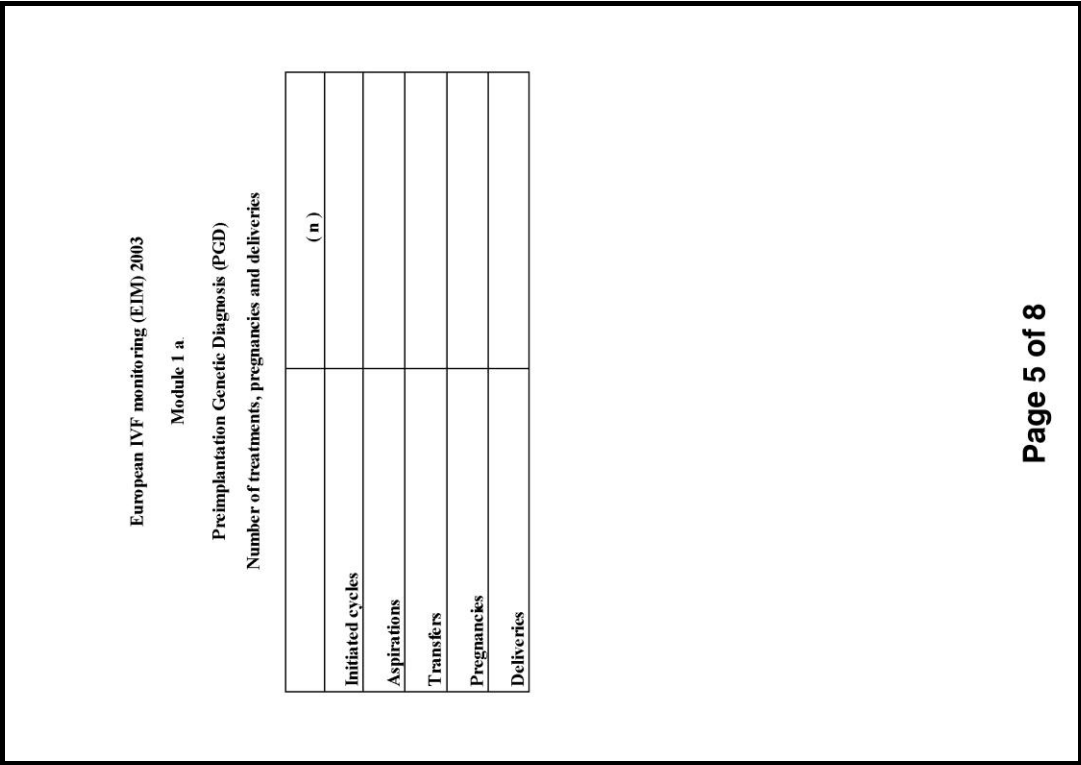 European IVF monitoring (EIM) 2003
Module 1 a
Preimplantation Genetic Diagnosis (PGD)
Number of treatments, pregnancies and deliveries
( n )
Initiated cycles
Aspirations
Transfers
Pregnancies
Deliveries
Page 5 of 8